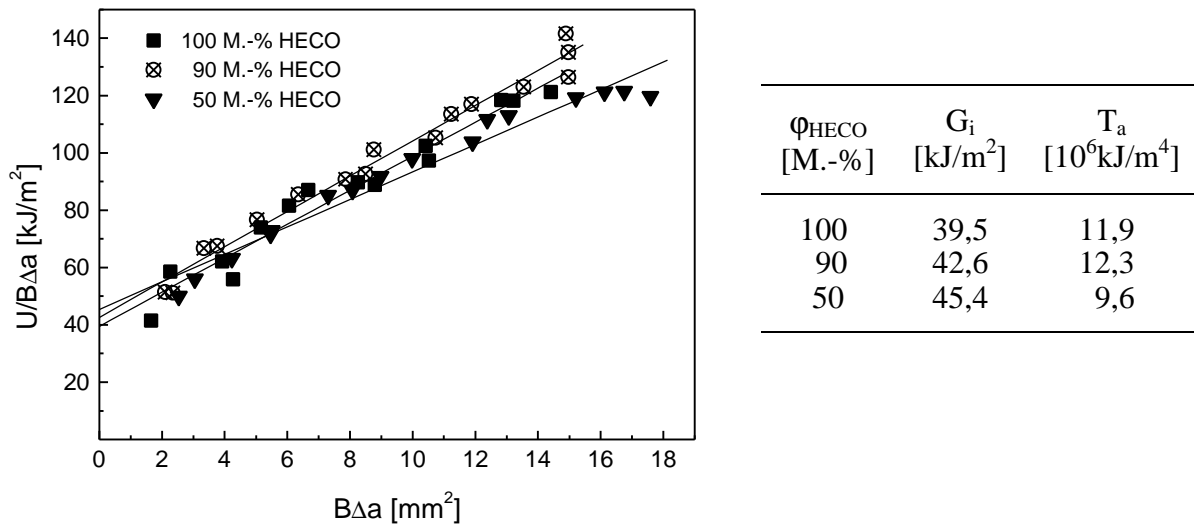 140
120
100
80
60
40
20
U/BΔa [kJ/m²]
100 M.-% HECO
90 M.-% HECO
50 M.-% HECO
0 2 4 6 8 10 12 14 16 18
BΔa [mm²]
φHECO Gi Ta
[M.-%] [kJ/m²] [10⁶kJ/m⁴]
100 39,5 11,9
90 42,6 12,3
50 45,4 9,6